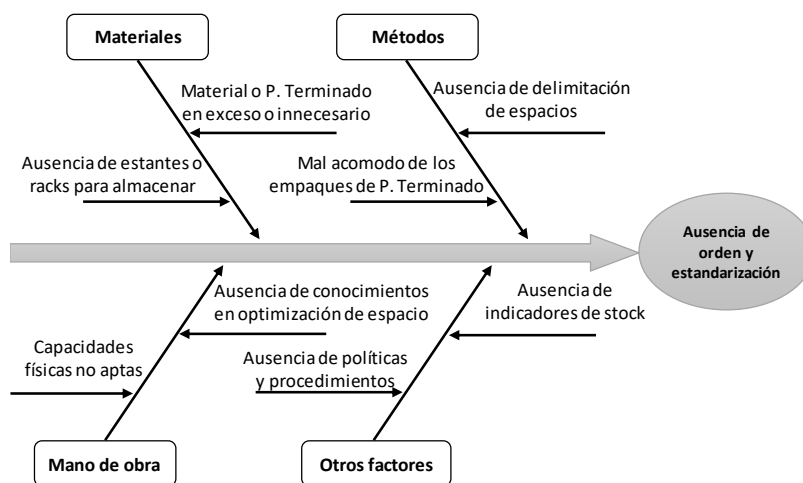 Materiales
Métodos
Material o P. Terminado
en exceso o innecesario
Ausencia de delimitación
de espacios
Ausencia de estantes o
racks para almacenar
Mal acomodo de los
empaques de P. Terminado
Ausencia de
orden y
estandarización
Ausencia de conocimientos
en optimización de espacio
Ausencia de
indicadores de stock
Capacidades
físicas no aptas
Ausencia de políticas
y procedimientos
Mano de obra
Otros factores